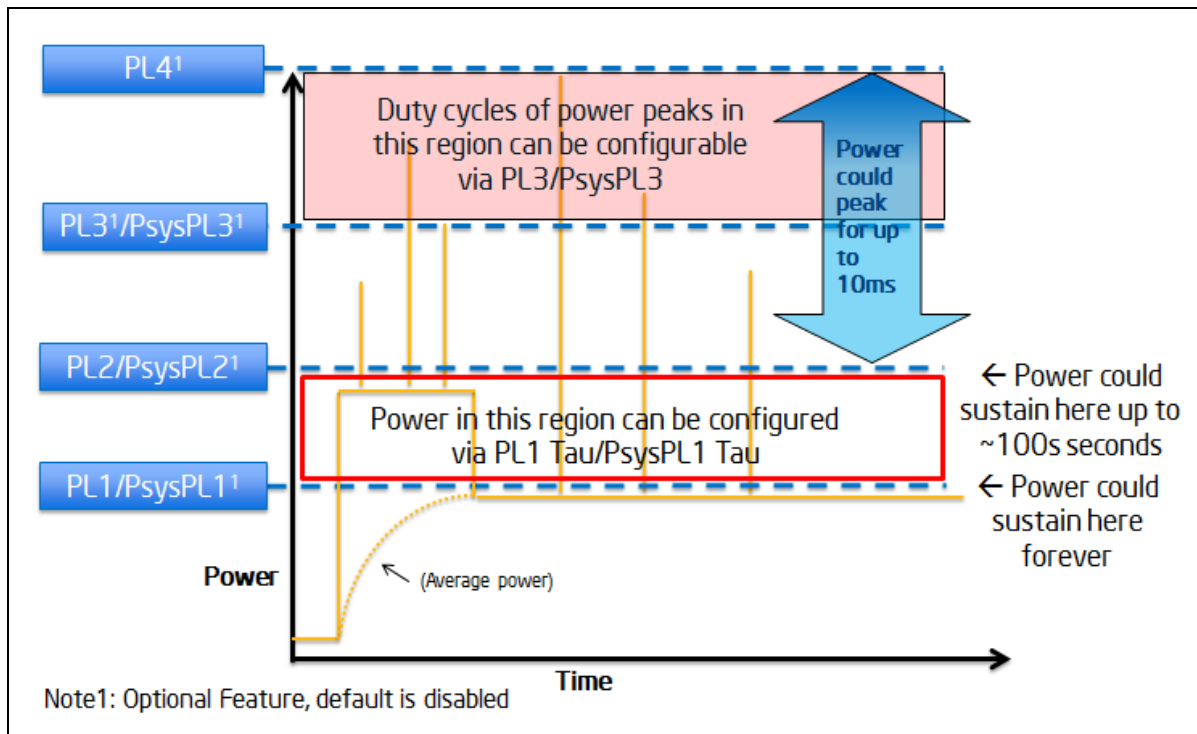 PL4¹
Duty cycles of power peaks in
this region can be configurable
via PL3/PsysPL3
Power
could
peak
for up
to
10ms
PL3¹/PsysPL3¹
PL2/PsysPL2¹
← Power could
sustain here up to
~100s seconds
Power in this region can be configured
via PL1 Tau/PsysPL1 Tau
PL1/PsysPL1¹
← Power could
sustain here
forever
Power
(Average power)
Time
Note1: Optional Feature, default is disabled